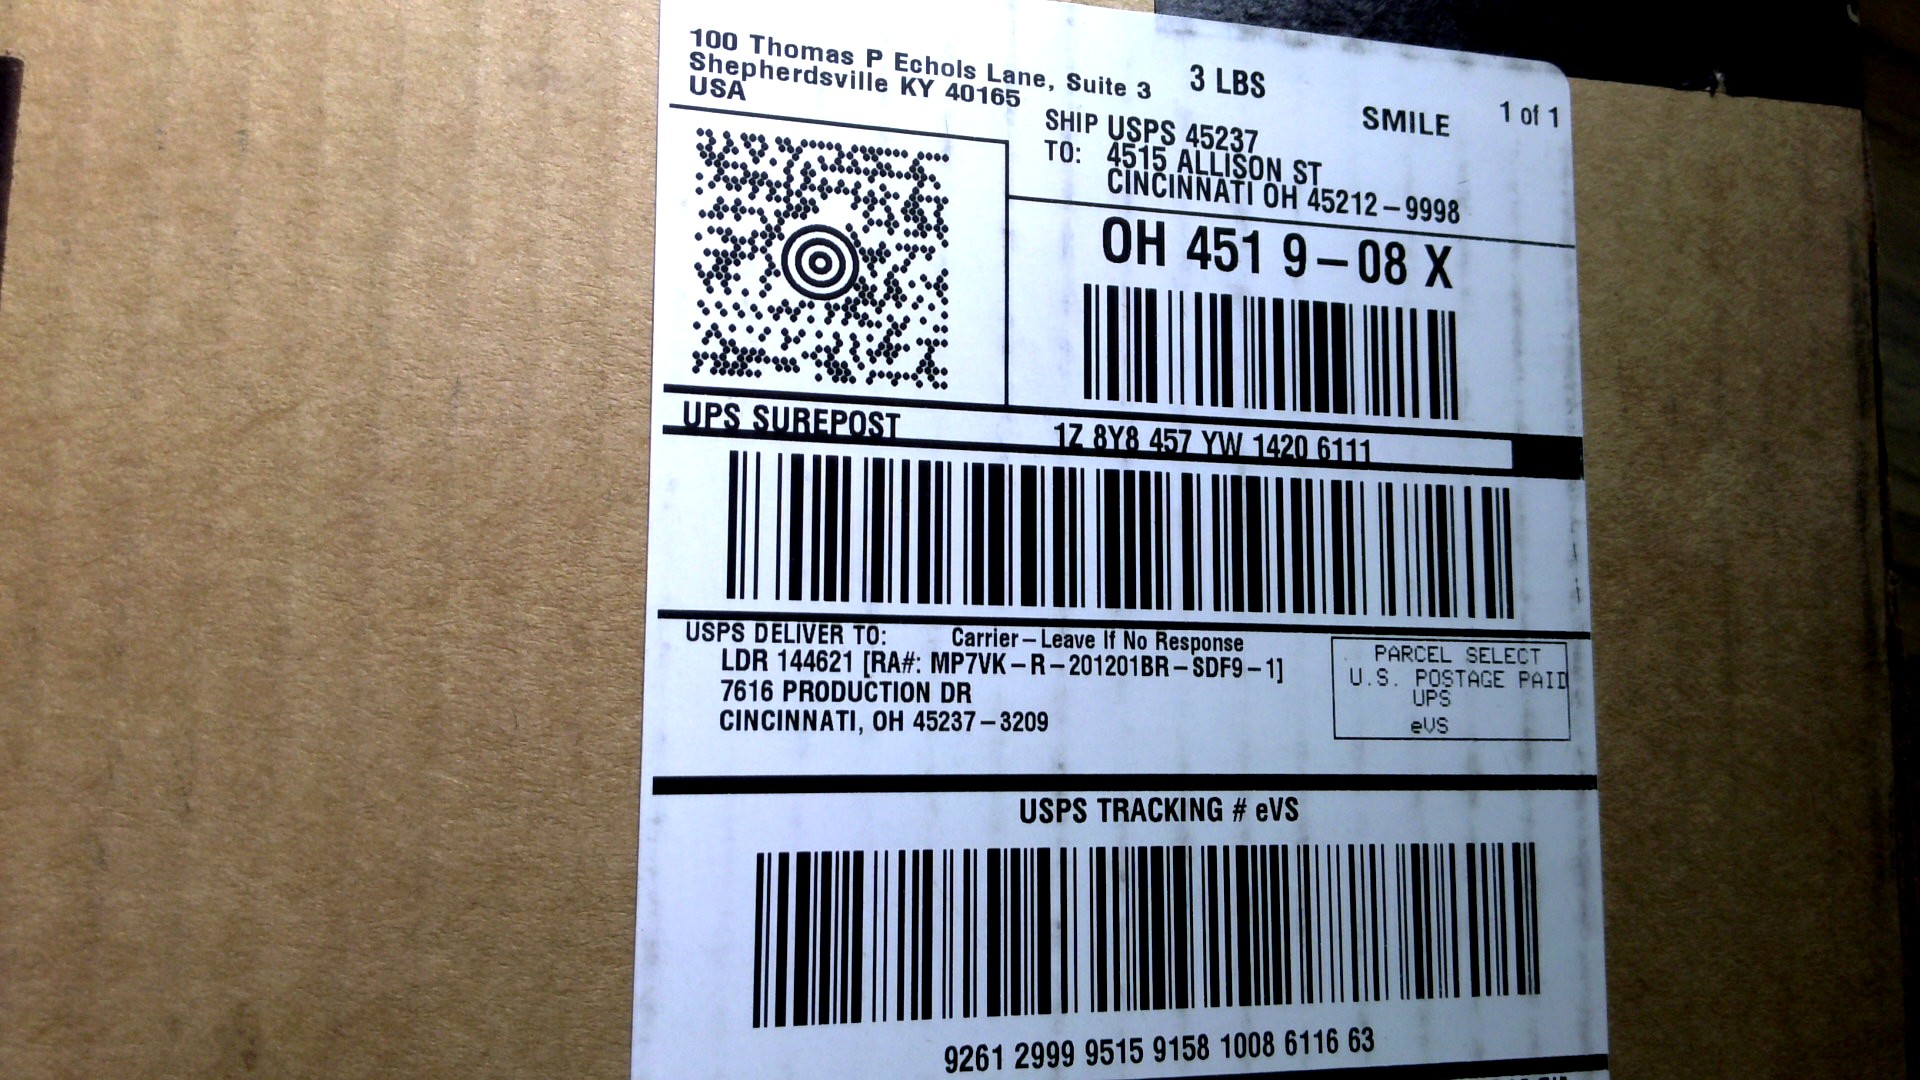 100 Thomas P Echols Lane, Suite 3
Shepherdsville KY 40165
USA
3 LBS
SMILE
1 of 1
SHIP TO: USPS 45237
4515 ALLISON ST
CINCINNATI OH 45212-9998
OH 451 9-08 X
UPS SUREPOST
1Z 8Y8 457 YW 1420 6111
USPS DELIVER TO: Carrier-Leave If No Response
LDR 144621 [RA#: MP7VK-R-201201BR-SDF9-1]
7616 PRODUCTION DR
CINCINNATI, OH 45237-3209
PARCEL SELECT
U.S. POSTAGE PAID
UPS
eVS
USPS TRACKING # eVS
9261 2999 9515 9158 1008 6116 63